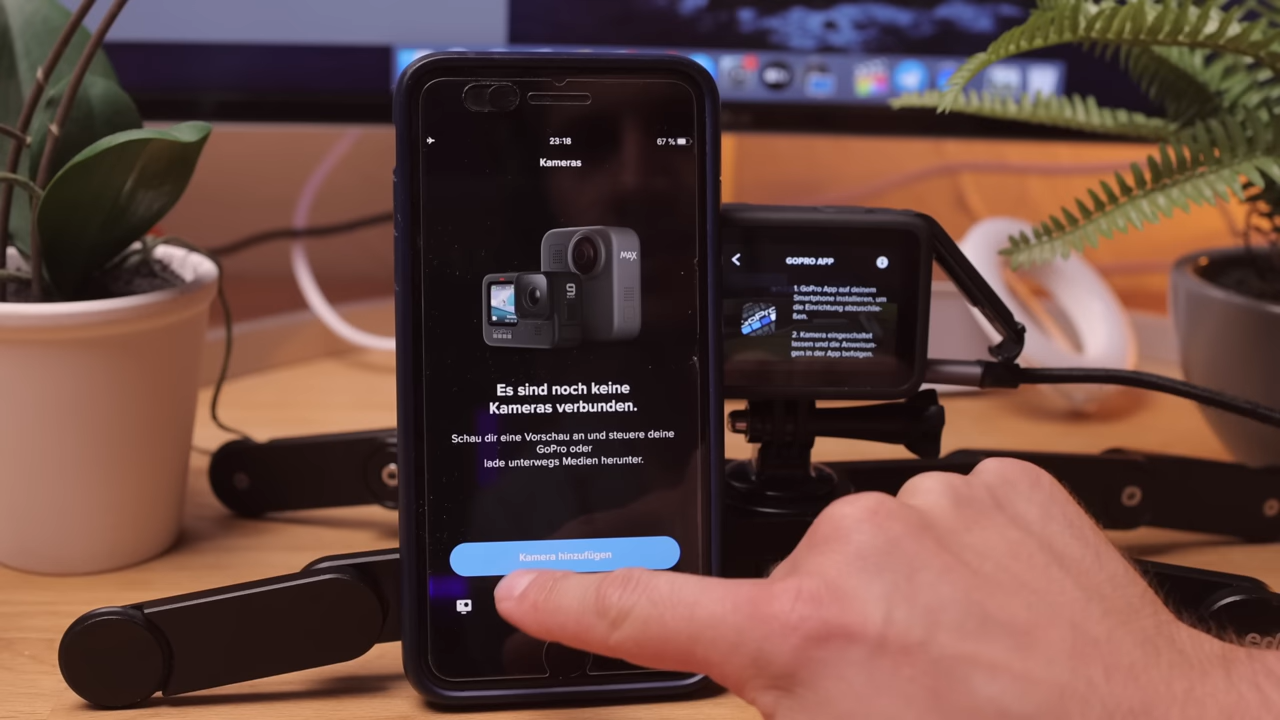 23:18
67 %
Kameras
MAX
9
GoPro
Es sind noch keine
Kameras verbunden.
Schau dir eine Vorschau an und steuere deine
GoPro oder
lade unterwegs Medien herunter.
Kamera hinzufügen
GOPRO APP
GoPro
1. GoPro App auf deinem
Smartphone installieren, um
die Einrichtung abzuschlie-
ßen.
2. Kamera eingeschaltet
lassen und die Anweisun-
gen in der App befolgen.